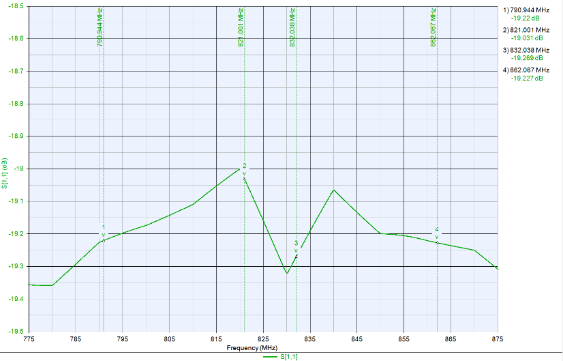 -18.5
-18.6
-18.7
-18.8
-18.9
-19
-19.1
-19.2
-19.3
-19.4
-19.5
S[1,1] (dB)
790.944 MHz
821.001 MHz
832.038 MHz
862.067 MHz
1
2
3
4
775
785
795
805
815
825
835
845
855
865
875
Frequency (MHz)
S[1,1]
1) 790.944 MHz
-19.22 dB
2) 821.001 MHz
-19.031 dB
3) 832.038 MHz
-19.269 dB
4) 862.067 MHz
-19.227 dB